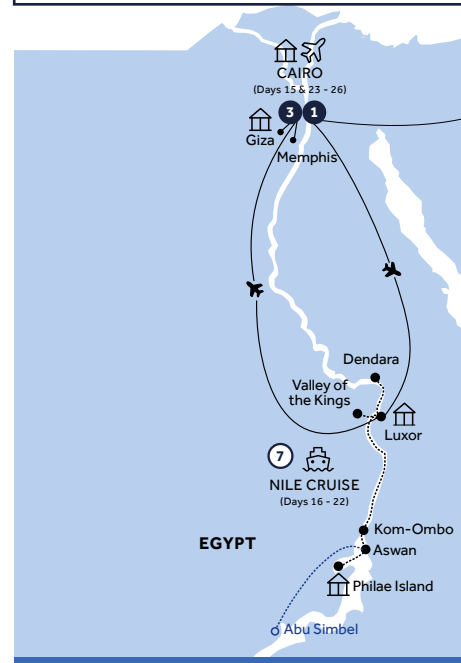 CAIRO
(Days 15 & 23 - 26)
3 1
Giza
Memphis
Dendara
Valley of
the Kings
Luxor
7
NILE CRUISE
(Days 16 - 22)
Kom-Ombo
EGYPT
Aswan
Philae Island
Abu Simbel